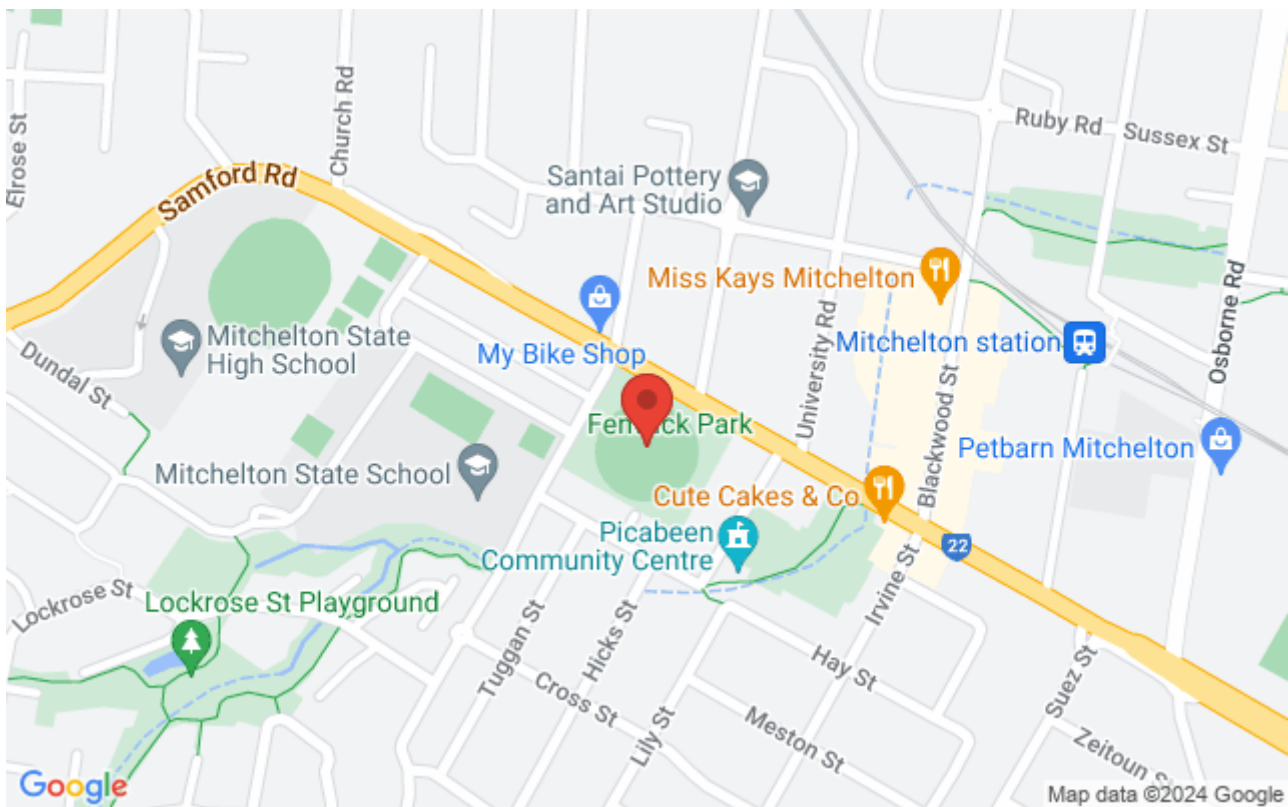 Elrose St
Church Rd
Samford Rd
Ruby Rd
Sussex St
Santai Pottery
and Art Studio
Miss Kays Mitchelton
Osborne Rd
University Rd
Mitchelton station
Mitchelton State
High School
My Bike Shop
Dundal St
Park
Blackwood St
Petbarn Mitchelton
Mitchelton State School
Cute Cakes & Co
Picabeen
Community Centre
22
Irvine St
Lockrose St
Lockrose St Playground
Tuggan St
Hicks St
Hay St
Suez St
Cross St
Lily St
Meston St
Zeitoun S
Google
Map data ©2024 Google